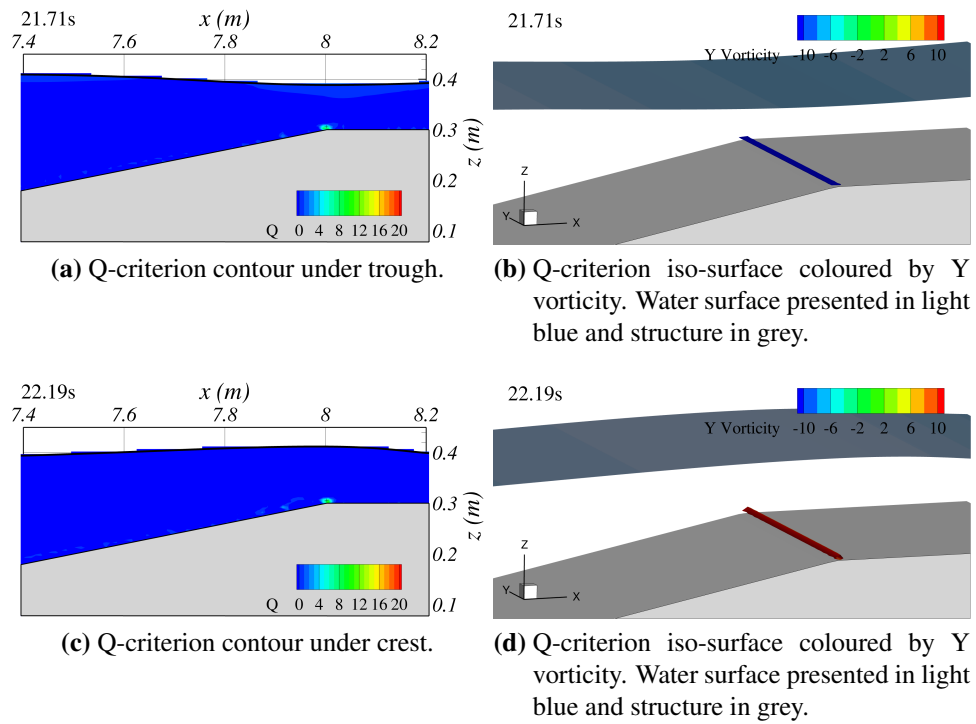 21.71s
x (m)
7.4 7.6 7.8 8 8.2
0.4
0.3
z (m)
0.2
0.1
Q 0 4 8 12 16 20
(a) Q-criterion contour under trough.
21.71s
Y Vorticity -10 -6 -2 2 6 10
Z
Y
X
(b) Q-criterion iso-surface coloured by Y
vorticity. Water surface presented in light
blue and structure in grey.
22.19s
x (m)
7.4 7.6 7.8 8 8.2
0.4
0.3
z (m)
0.2
0.1
Q 0 4 8 12 16 20
(c) Q-criterion contour under crest.
22.19s
Y Vorticity -10 -6 -2 2 6 10
Z
Y
X
(d) Q-criterion iso-surface coloured by Y
vorticity. Water surface presented in light
blue and structure in grey.